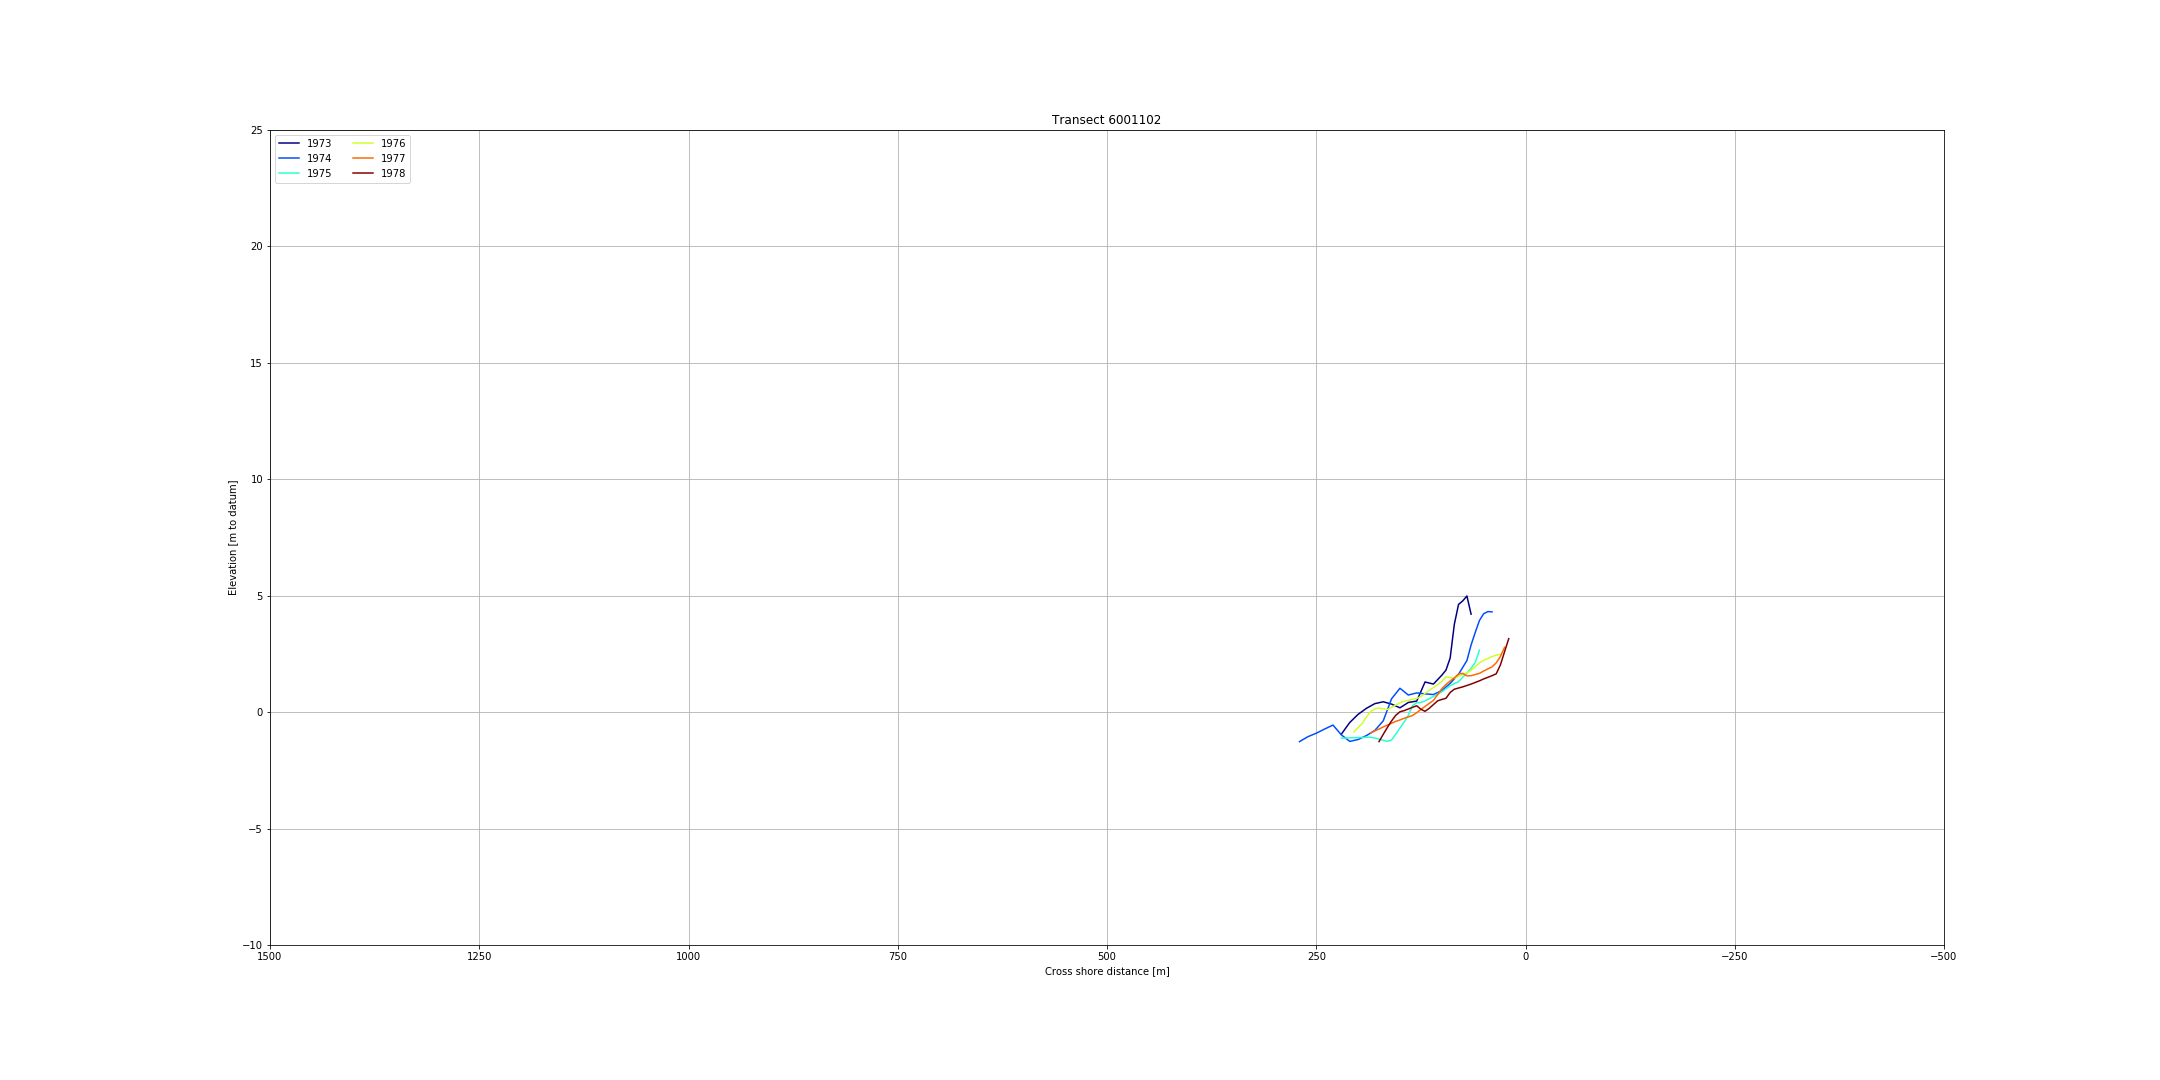 Transect 6001102
25
1973 1976
1974 1977
1975 1978
20
15
10
5
0
−5
−10
Elevation [m to datum]
1500 1250 1000 750 500 250 0 −250 −500
Cross shore distance [m]